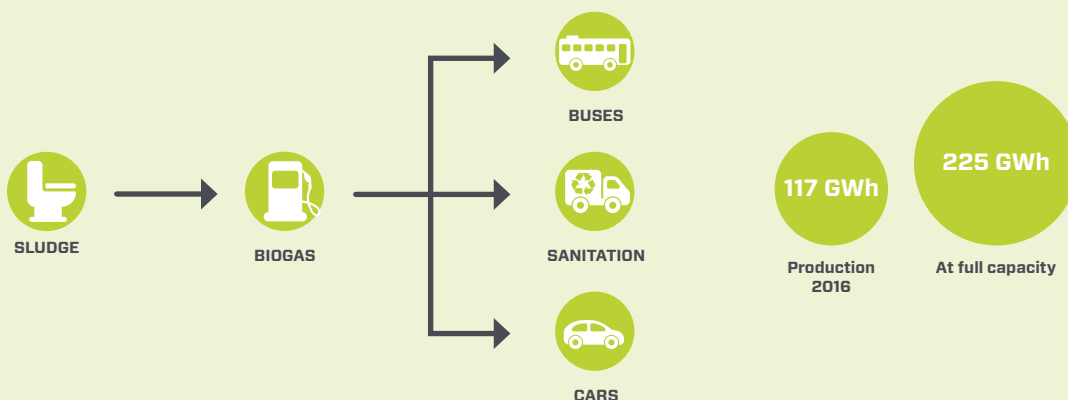 SLUDGE
BIOGAS
BUSES
SANITATION
CARS
117 GWh
Production
2016
225 GWh
At full capacity